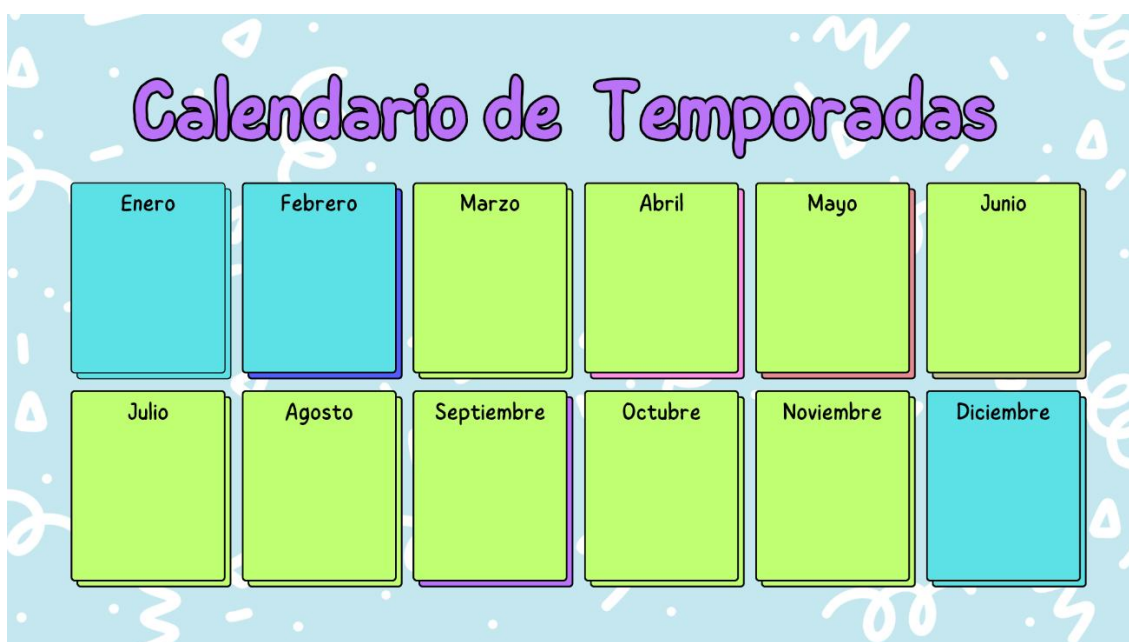 Calendario de Temporadas
Enero
Febrero
Marzo
Abril
Mayo
Junio
Julio
Agosto
Septiembre
Octubre
Noviembre
Diciembre